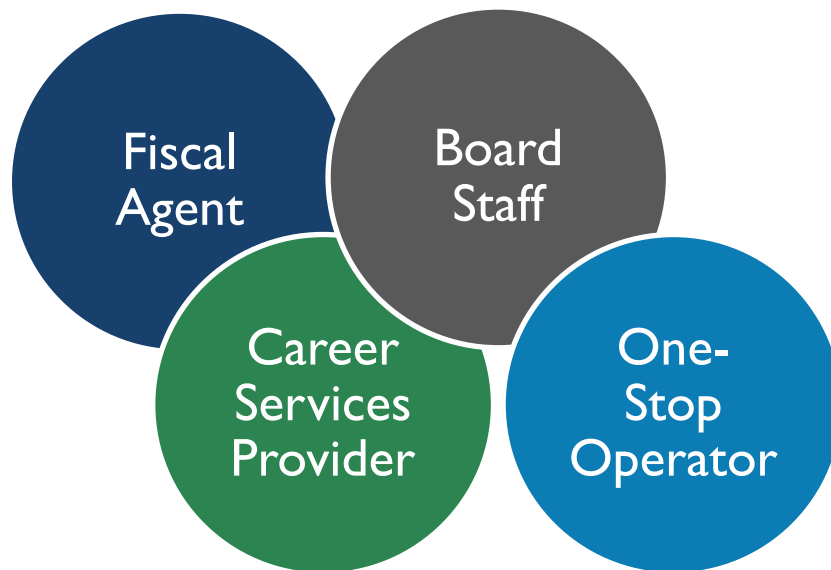 Fiscal
Agent
Board
Staff
Career
Services
Provider
One-
Stop
Operator